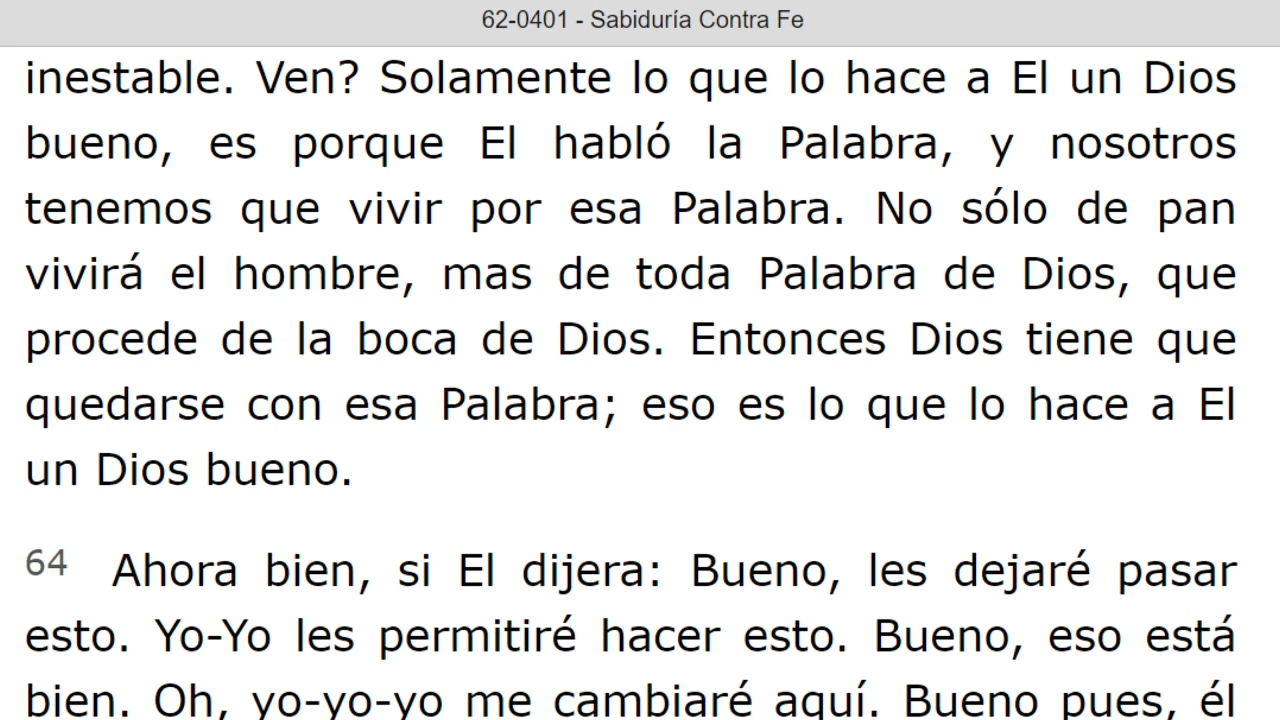 62-0401 - Sabiduría Contra Fe
inestable. Ven? Solamente lo que lo hace a El un Dios
bueno, es porque El habló la Palabra, y nosotros
tenemos que vivir por esa Palabra. No sólo de pan
vivirá el hombre, mas de toda Palabra de Dios, que
procede de la boca de Dios. Entonces Dios tiene que
quedarse con esa Palabra; eso es lo que lo hace a El
un Dios bueno.
64 Ahora bien, si El dijera: Bueno, les dejaré pasar
esto. Yo-Yo les permitiré hacer esto. Bueno, eso está
bien. Oh, yo-yo-yo me cambiaré aquí. Bueno pues, él